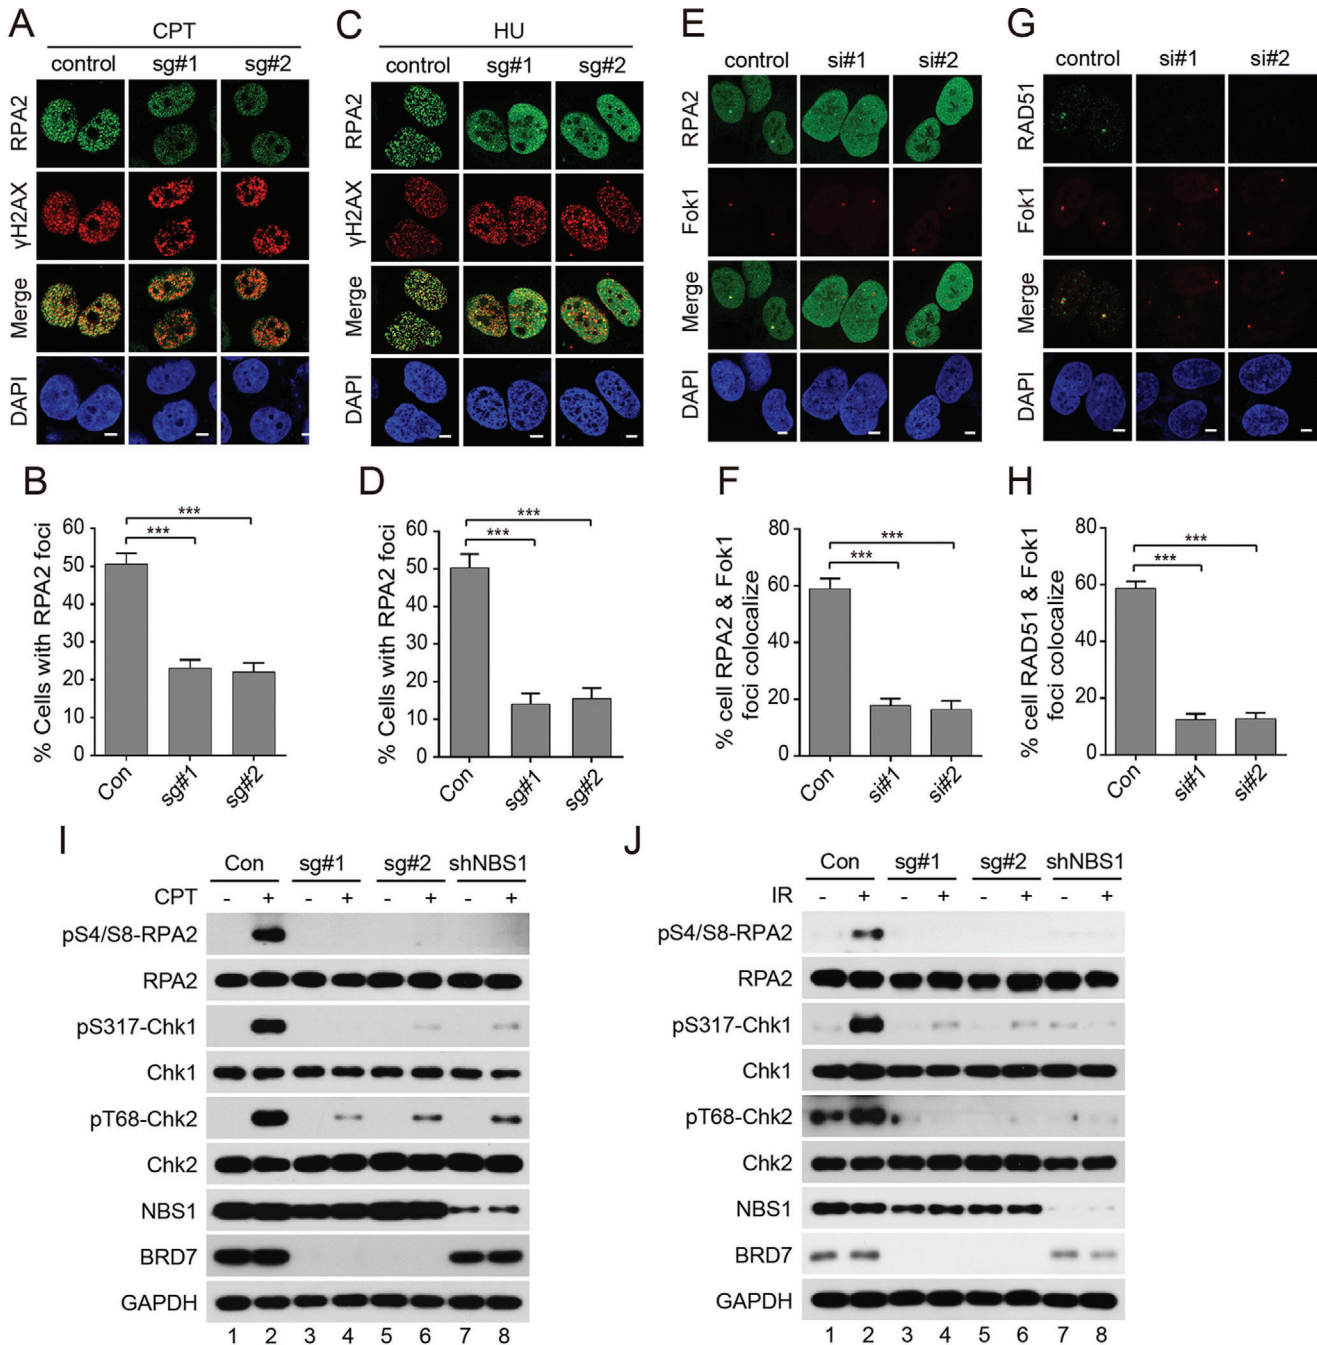 A
CPT
control sg#1 sg#2
RPA2
γH2AX
Merge
DAPI
C
HU
control sg#1 sg#2
RPA2
γH2AX
Merge
DAPI
E
control si#1 si#2
RPA2
Fok1
Merge
DAPI
G
control si#1 si#2
RAD51
Fok1
Merge
DAPI
B
% Cells with RPA2 foci
60
50
40
30
20
10
0
***
***
Con sg#1 sg#2
D
% Cells with RPA2 foci
60
50
40
30
20
10
0
***
***
Con sg#1 sg#2
F
% cell RPA2 & Fok1
foci colocalize
80
60
40
20
0
***
***
Con si#1 si#2
H
% cell RAD51 & Fok1
foci colocalize
80
60
40
20
0
***
***
Con si#1 si#2
I
Con sg#1 sg#2 shNBS1
CPT - + - + - + - +
pS4/S8-RPA2
RPA2
pS317-Chk1
Chk1
pT68-Chk2
Chk2
NBS1
BRD7
GAPDH
1 2 3 4 5 6 7 8
J
Con sg#1 sg#2 shNBS1
IR - + - + - + - +
pS4/S8-RPA2
RPA2
pS317-Chk1
Chk1
pT68-Chk2
Chk2
NBS1
BRD7
GAPDH
1 2 3 4 5 6 7 8